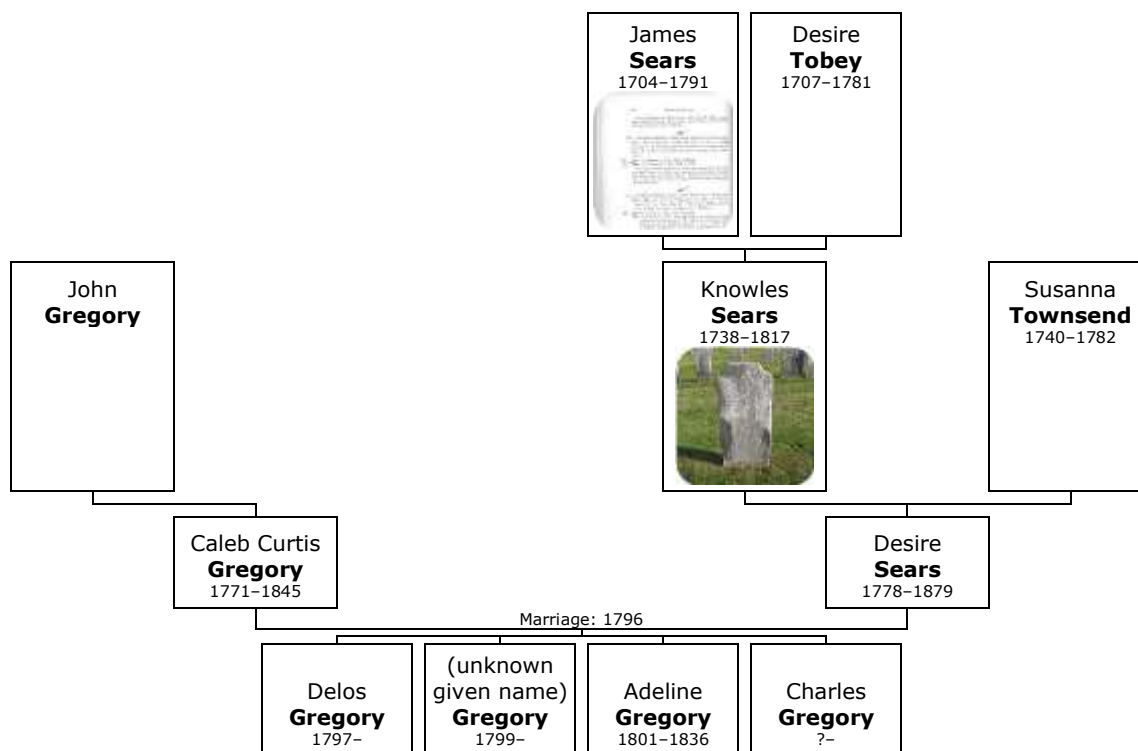 James
Sears
1704–1791
Desire
Tobey
1707–1781
John
Gregory
Knowles
Sears
1738–1817
Susanna
Townsend
1740–1782
Caleb Curtis
Gregory
1771–1845
Desire
Sears
1778–1879
Marriage: 1796
Delos
Gregory
1797–
(unknown
given name)
Gregory
1799–
Adeline
Gregory
1801–1836
Charles
Gregory
?–